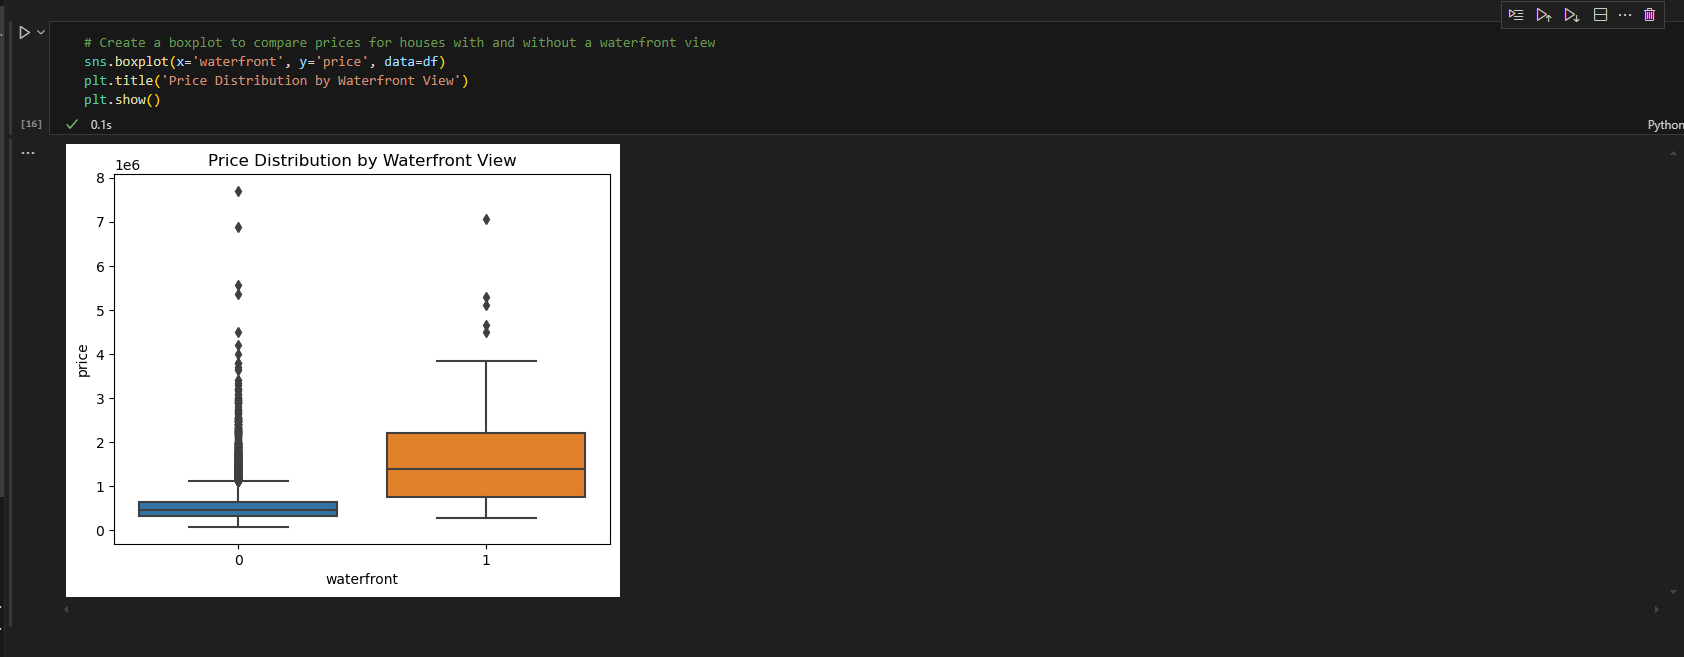 # Create a boxplot to compare prices for houses with and without a waterfront view
sns.boxplot(x='waterfront', y='price', data=df)
plt.title('Price Distribution by Waterfront View')
plt.show()
[16]
0.1s
Python
...
Price Distribution by Waterfront View
1e6
8
7
6
5
4
3
2
1
0
price
0 1
waterfront